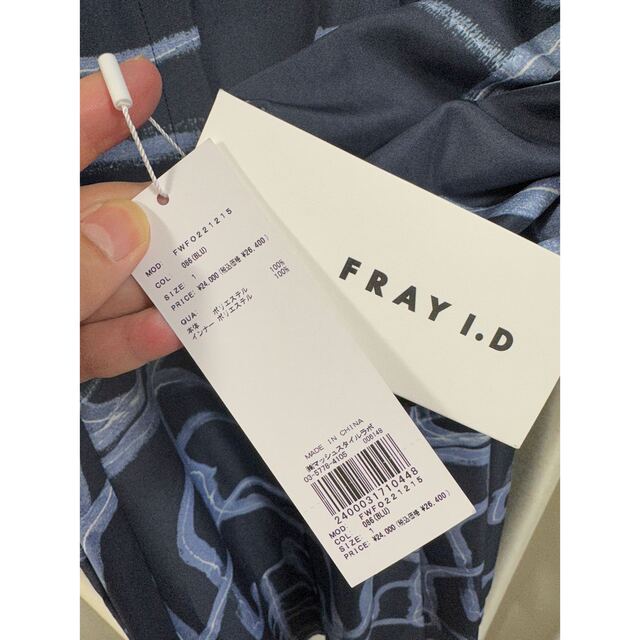 MOD: FWFO221215
COL: 086(BLU)
SIZE: 1
PRICE: ¥24,000(税込価格 ¥26,400)
QUA: ポリエステル 100%
本体 
インナー ポリエステル 100%
MADE IN CHINA
㈱マッシュスタイルラボ
03-5778-4105 006148
2400031710448
MOD: FWFO221215
COL: 086(BLU)
SIZE: 1
PRICE: ¥24,000(税込価格 ¥26,400)
FRAY I.D